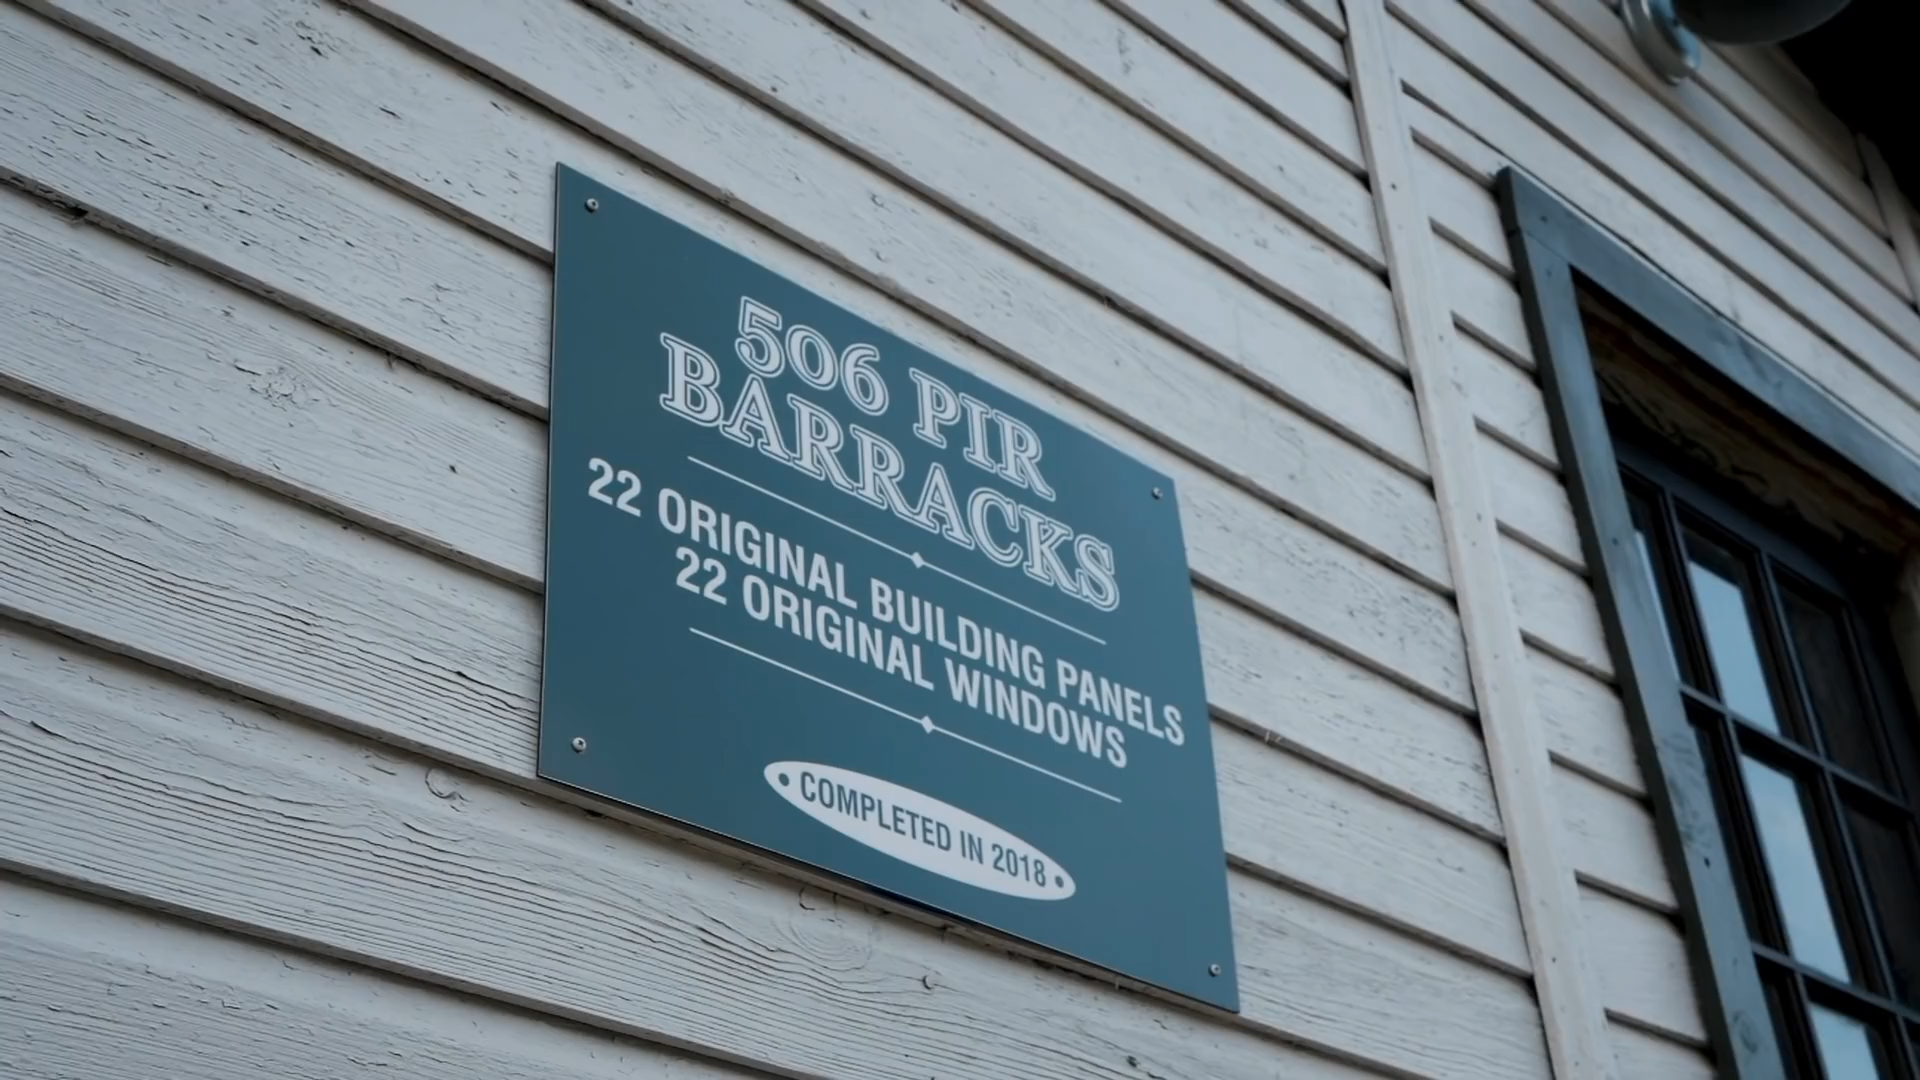 506 PIR
BARRACKS
22 ORIGINAL BUILDING PANELS
22 ORIGINAL WINDOWS
COMPLETED IN 2018